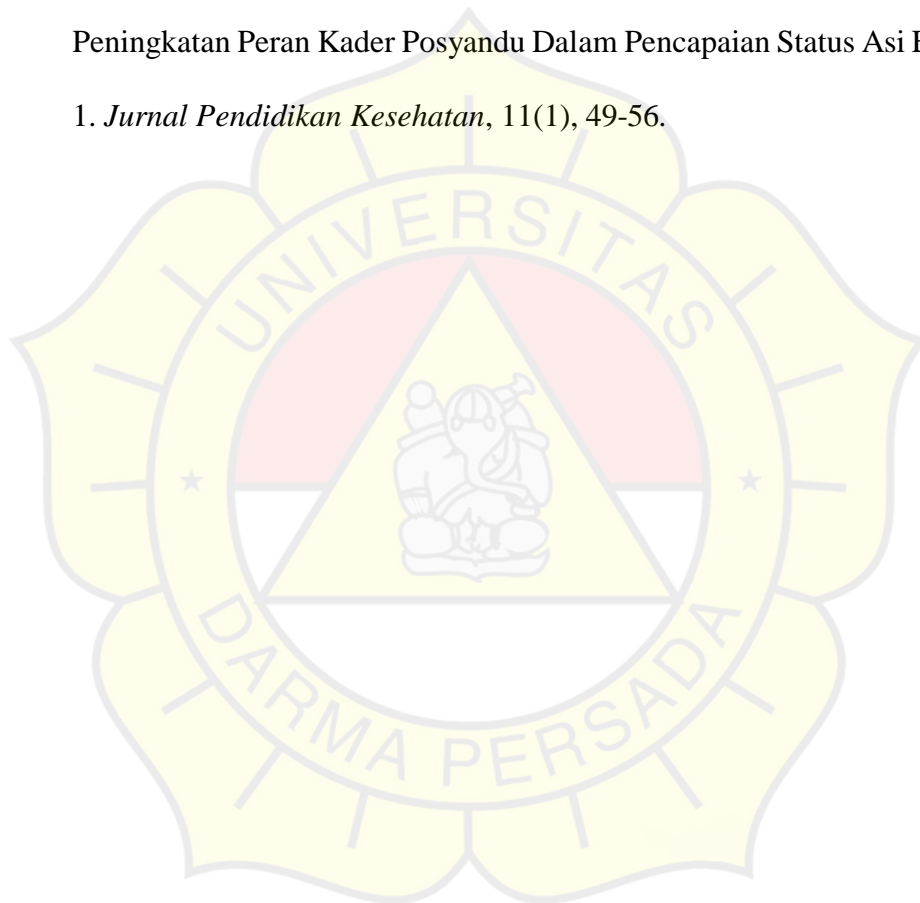 Peningkatan Peran Kader Posyandu Dalam Pencapaian Status Asi
1. Jurnal Pendidikan Kesehatan, 11(1), 49-56.
UNIVERSITAS
DARMA PERSADA